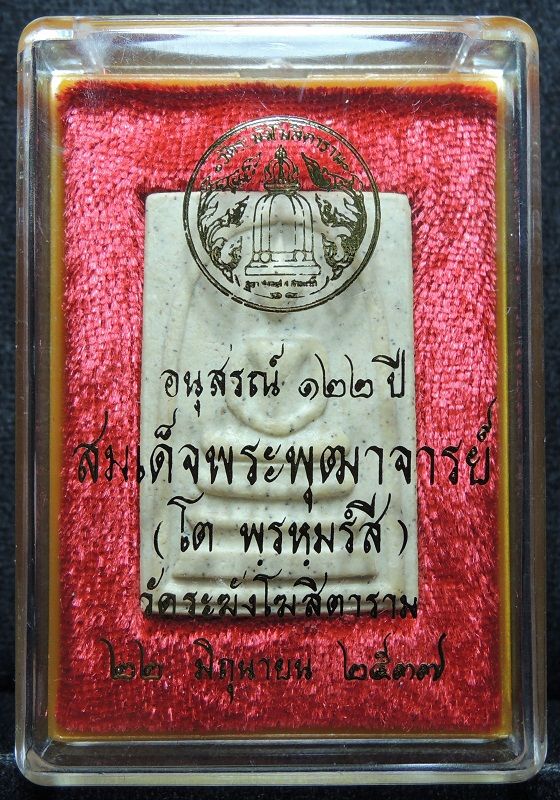 อนุสรณ์ ๑๒๒ ปี
สมเด็จพระพุฒาจารย์
( โต พฺรหฺมรํสี )
วัดระฆังโฆสิตาราม
๒๒ มิถุนายน ๒๕๓๗